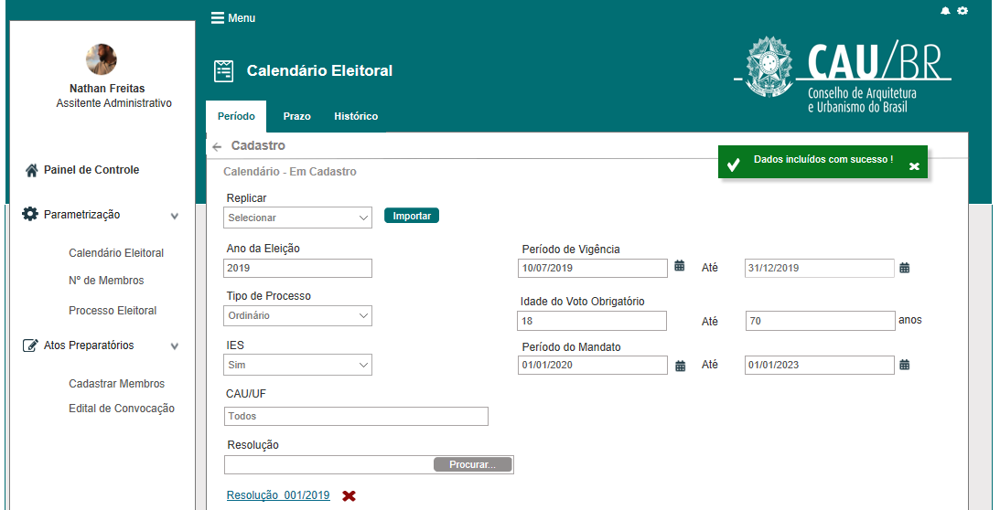 Menu
Nathan Freitas
Assitente Administrativo
Painel de Controle
Parametrização
Calendário Eleitoral
Nº de Membros
Processo Eleitoral
Atos Preparatórios
Cadastrar Membros
Edital de Convocação
Calendário Eleitoral
CAU/BR
Conselho de Arquitetura
e Urbanismo do Brasil
Período Prazo Histórico
Cadastro
Dados incluídos com sucesso !
Calendário - Em Cadastro
Replicar
Selecionar Importar
Ano da Eleição
2019
Período de Vigência
10/07/2019 Até 31/12/2019
Tipo de Processo
Ordinário
Idade do Voto Obrigatório
18 Até 70 anos
IES
Sim
Período do Mandato
01/01/2020 Até 01/01/2023
CAU/UF
Todos
Resolução
Procurar...
Resolução_001/2019